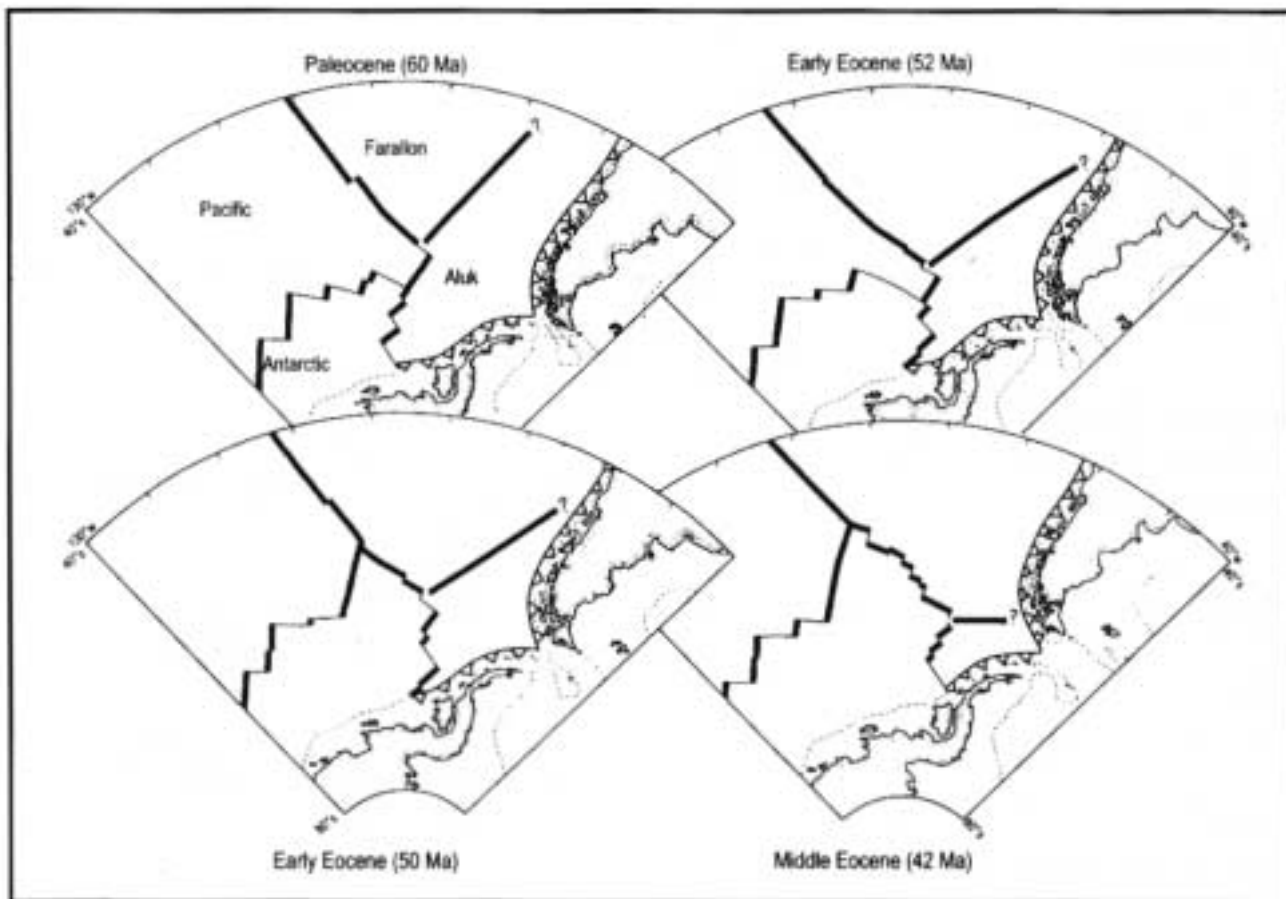 Paleocene (60 Ma)
Early Eocene (52 Ma)
Farallon
?
?
Pacific
Aluk
Antarctic
?
?
Early Eocene (50 Ma)
Middle Eocene (42 Ma)